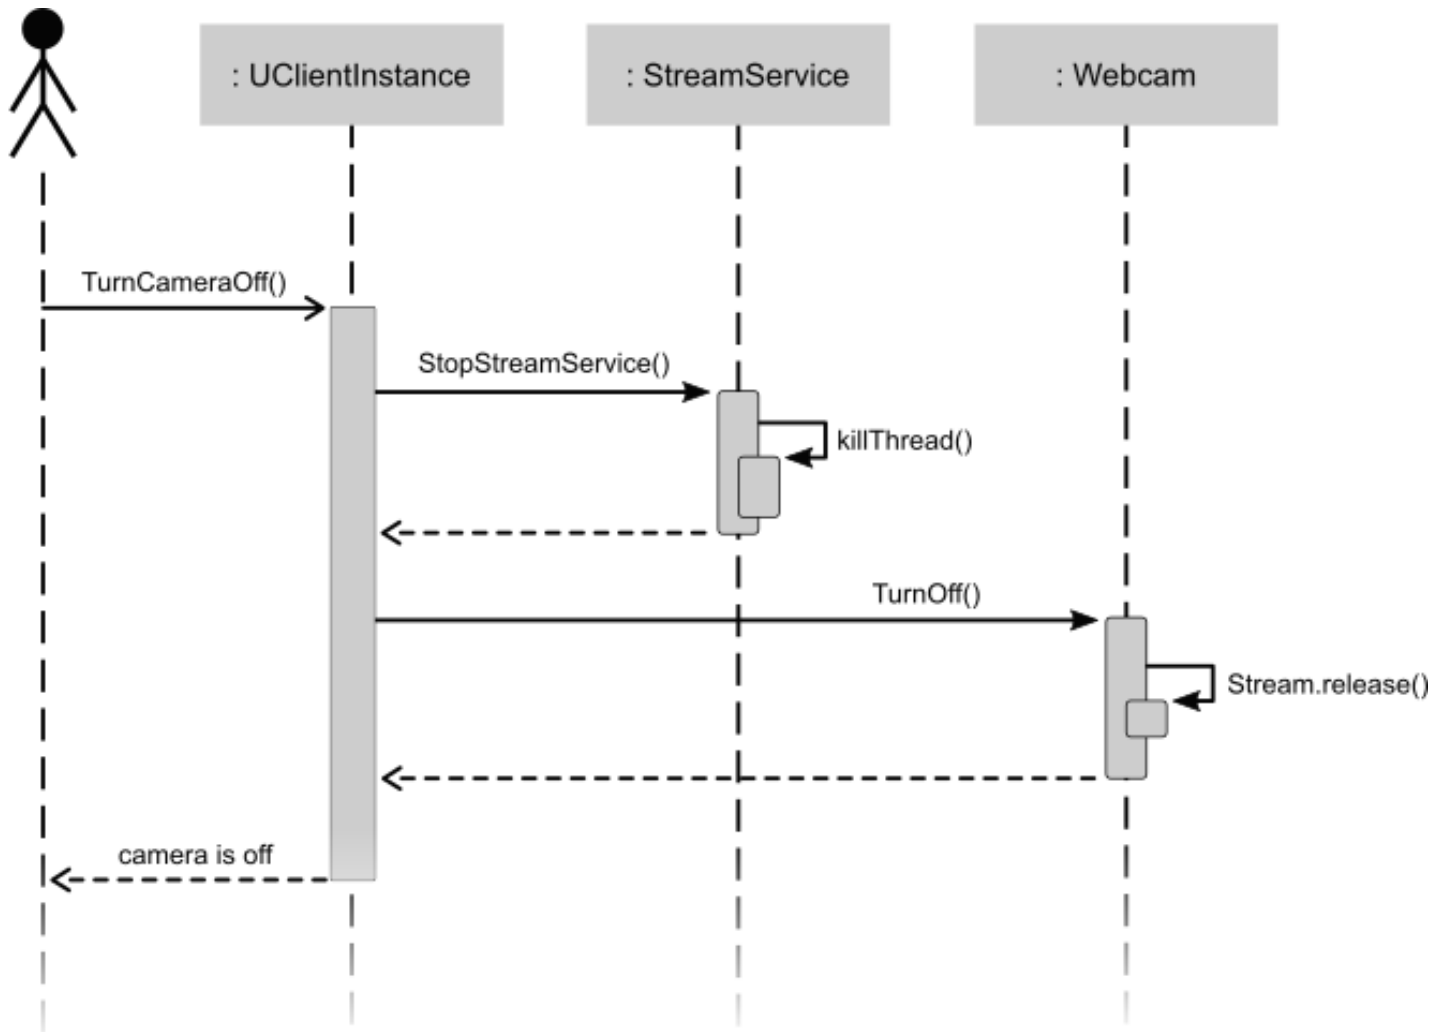 : UClientInstance
: StreamService
: Webcam
TurnCameraOff()
StopStreamService()
killThread()
TurnOff()
Stream.release()
camera is off